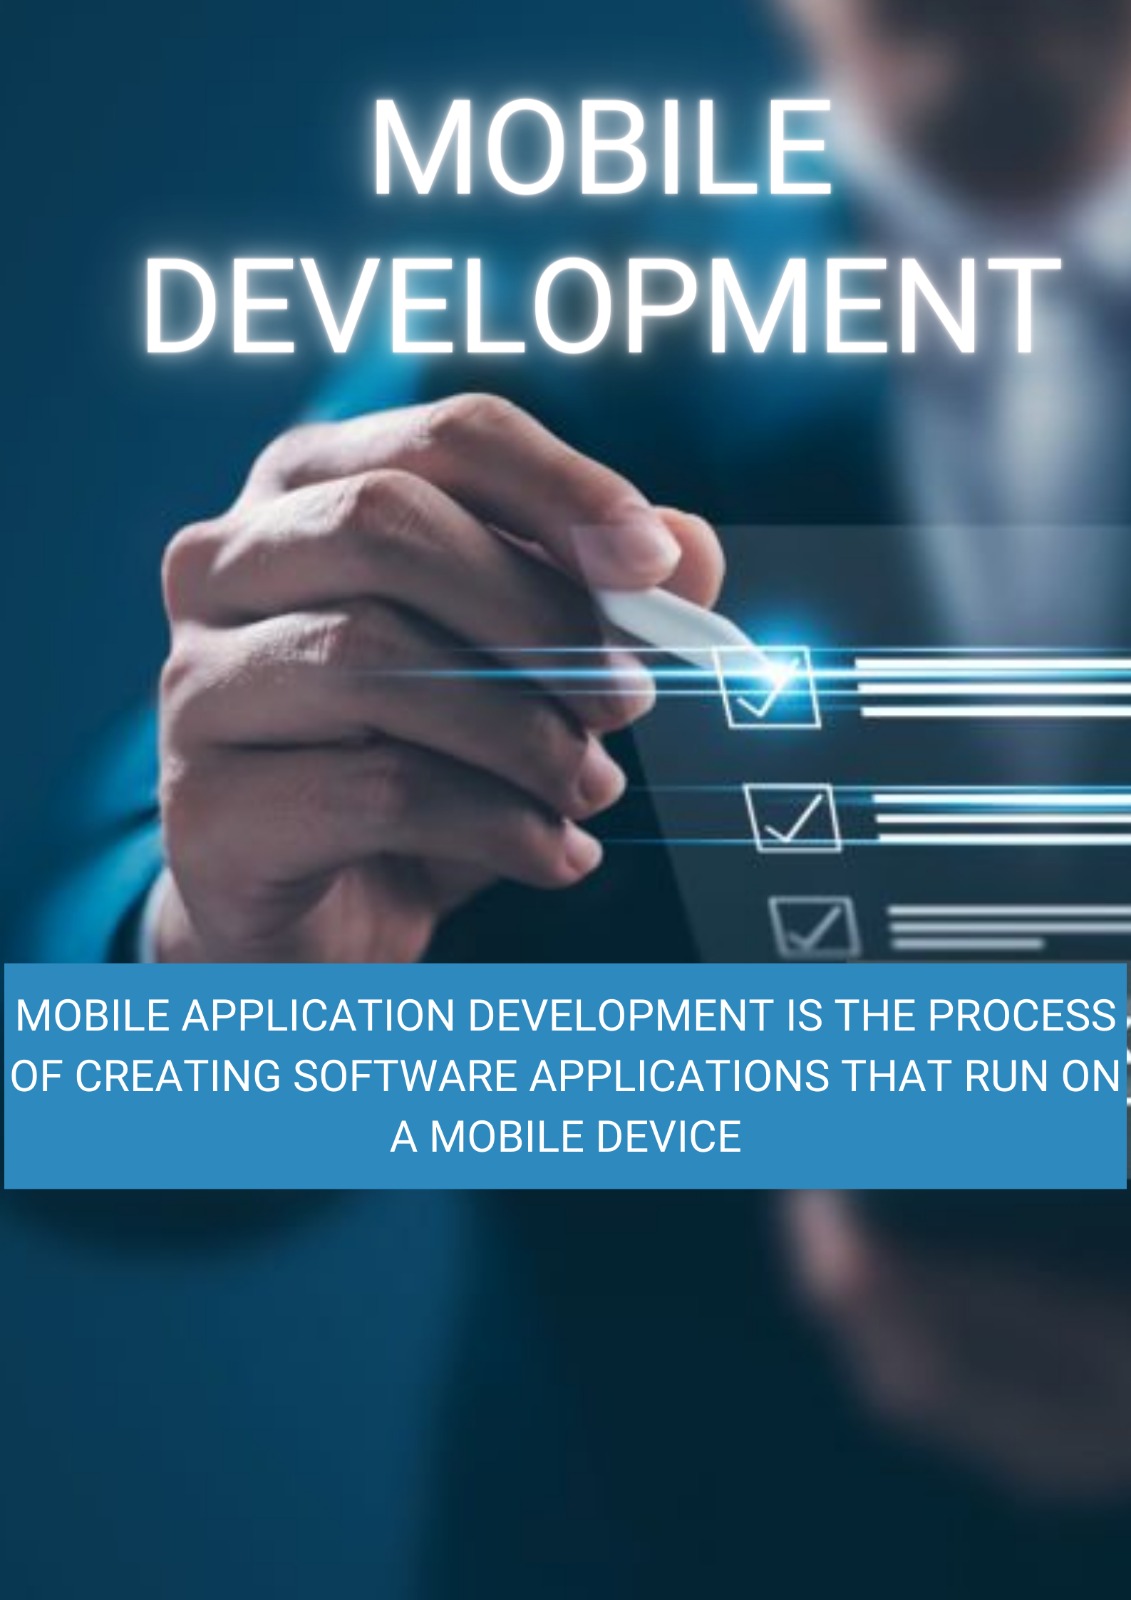 MOBILE
DEVELOPMENT
MOBILE APPLICATION DEVELOPMENT IS THE PROCESS
OF CREATING SOFTWARE APPLICATIONS THAT RUN ON
A MOBILE DEVICE